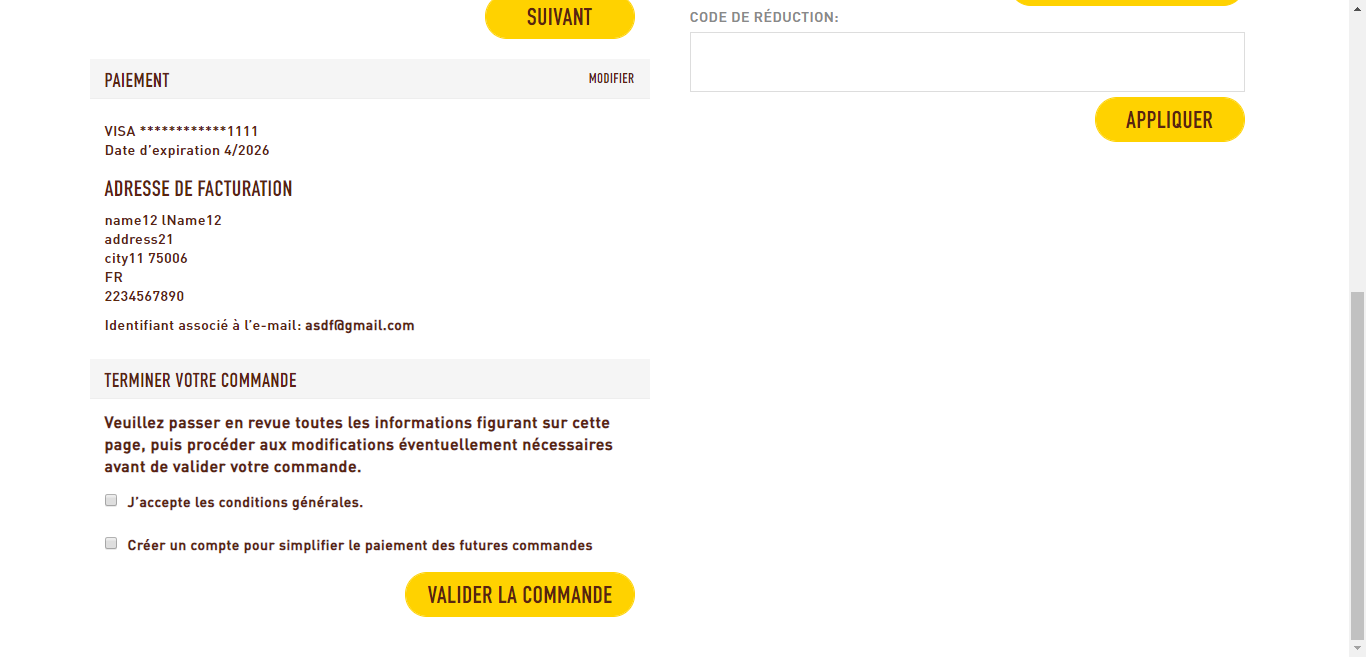 SUIVANT
PAIEMENT
MODIFIER
VISA ************1111
Date d’expiration 4/2026
ADRESSE DE FACTURATION
name12 lName12
address21
city11 75006
FR
2234567890
Identifiant associé à l’e-mail: asdf@gmail.com
TERMINER VOTRE COMMANDE
Veuillez passer en revue toutes les informations figurant sur cette
page, puis procéder aux modifications éventuellement nécessaires
avant de valider votre commande.
J’accepte les conditions générales.
Créer un compte pour simplifier le paiement des futures commandes
VALIDER LA COMMANDE
CODE DE RÉDUCTION:
APPLIQUER